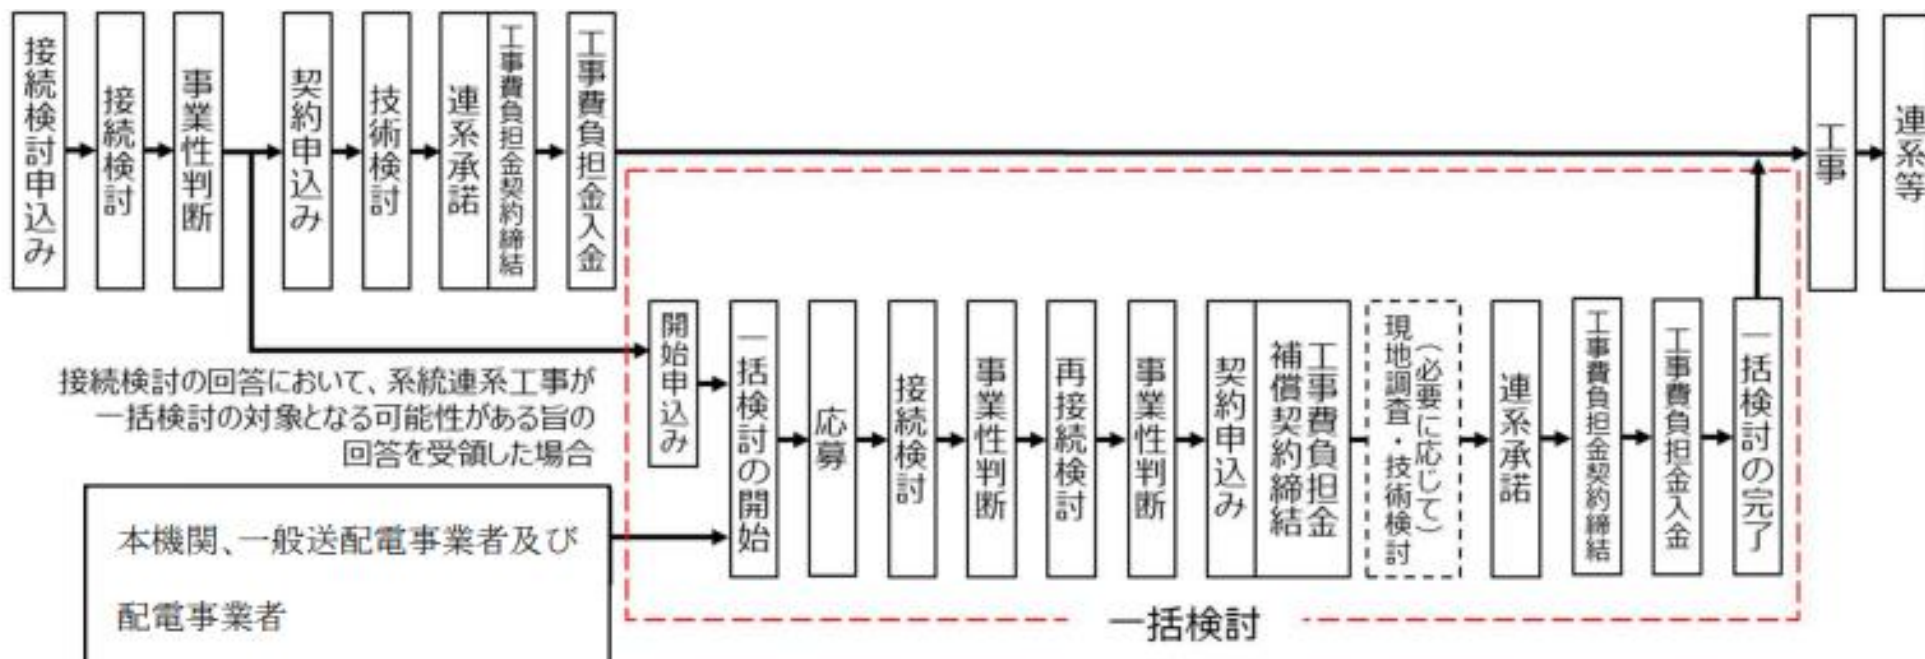 接続検討申込み
接続検討
事業性判断
契約申込み
技術検討
連系承諾
工事費負担金契約締結
工事費負担金入金
工事
連系等
接続検討の回答において、系統連系工事が
一括検討の対象となる可能性がある旨の
回答を受領した場合
本機関、一般送配電事業者及び
配電事業者
開始申込み
一括検討の開始
応募
接続検討
事業性判断
再接続検討
事業性判断
契約申込み
工事費負担金
補償契約締結
（必要に応じて）
現地調査・技術検討
連系承諾
工事費負担金契約締結
工事費負担金入金
一括検討の完了
一括検討